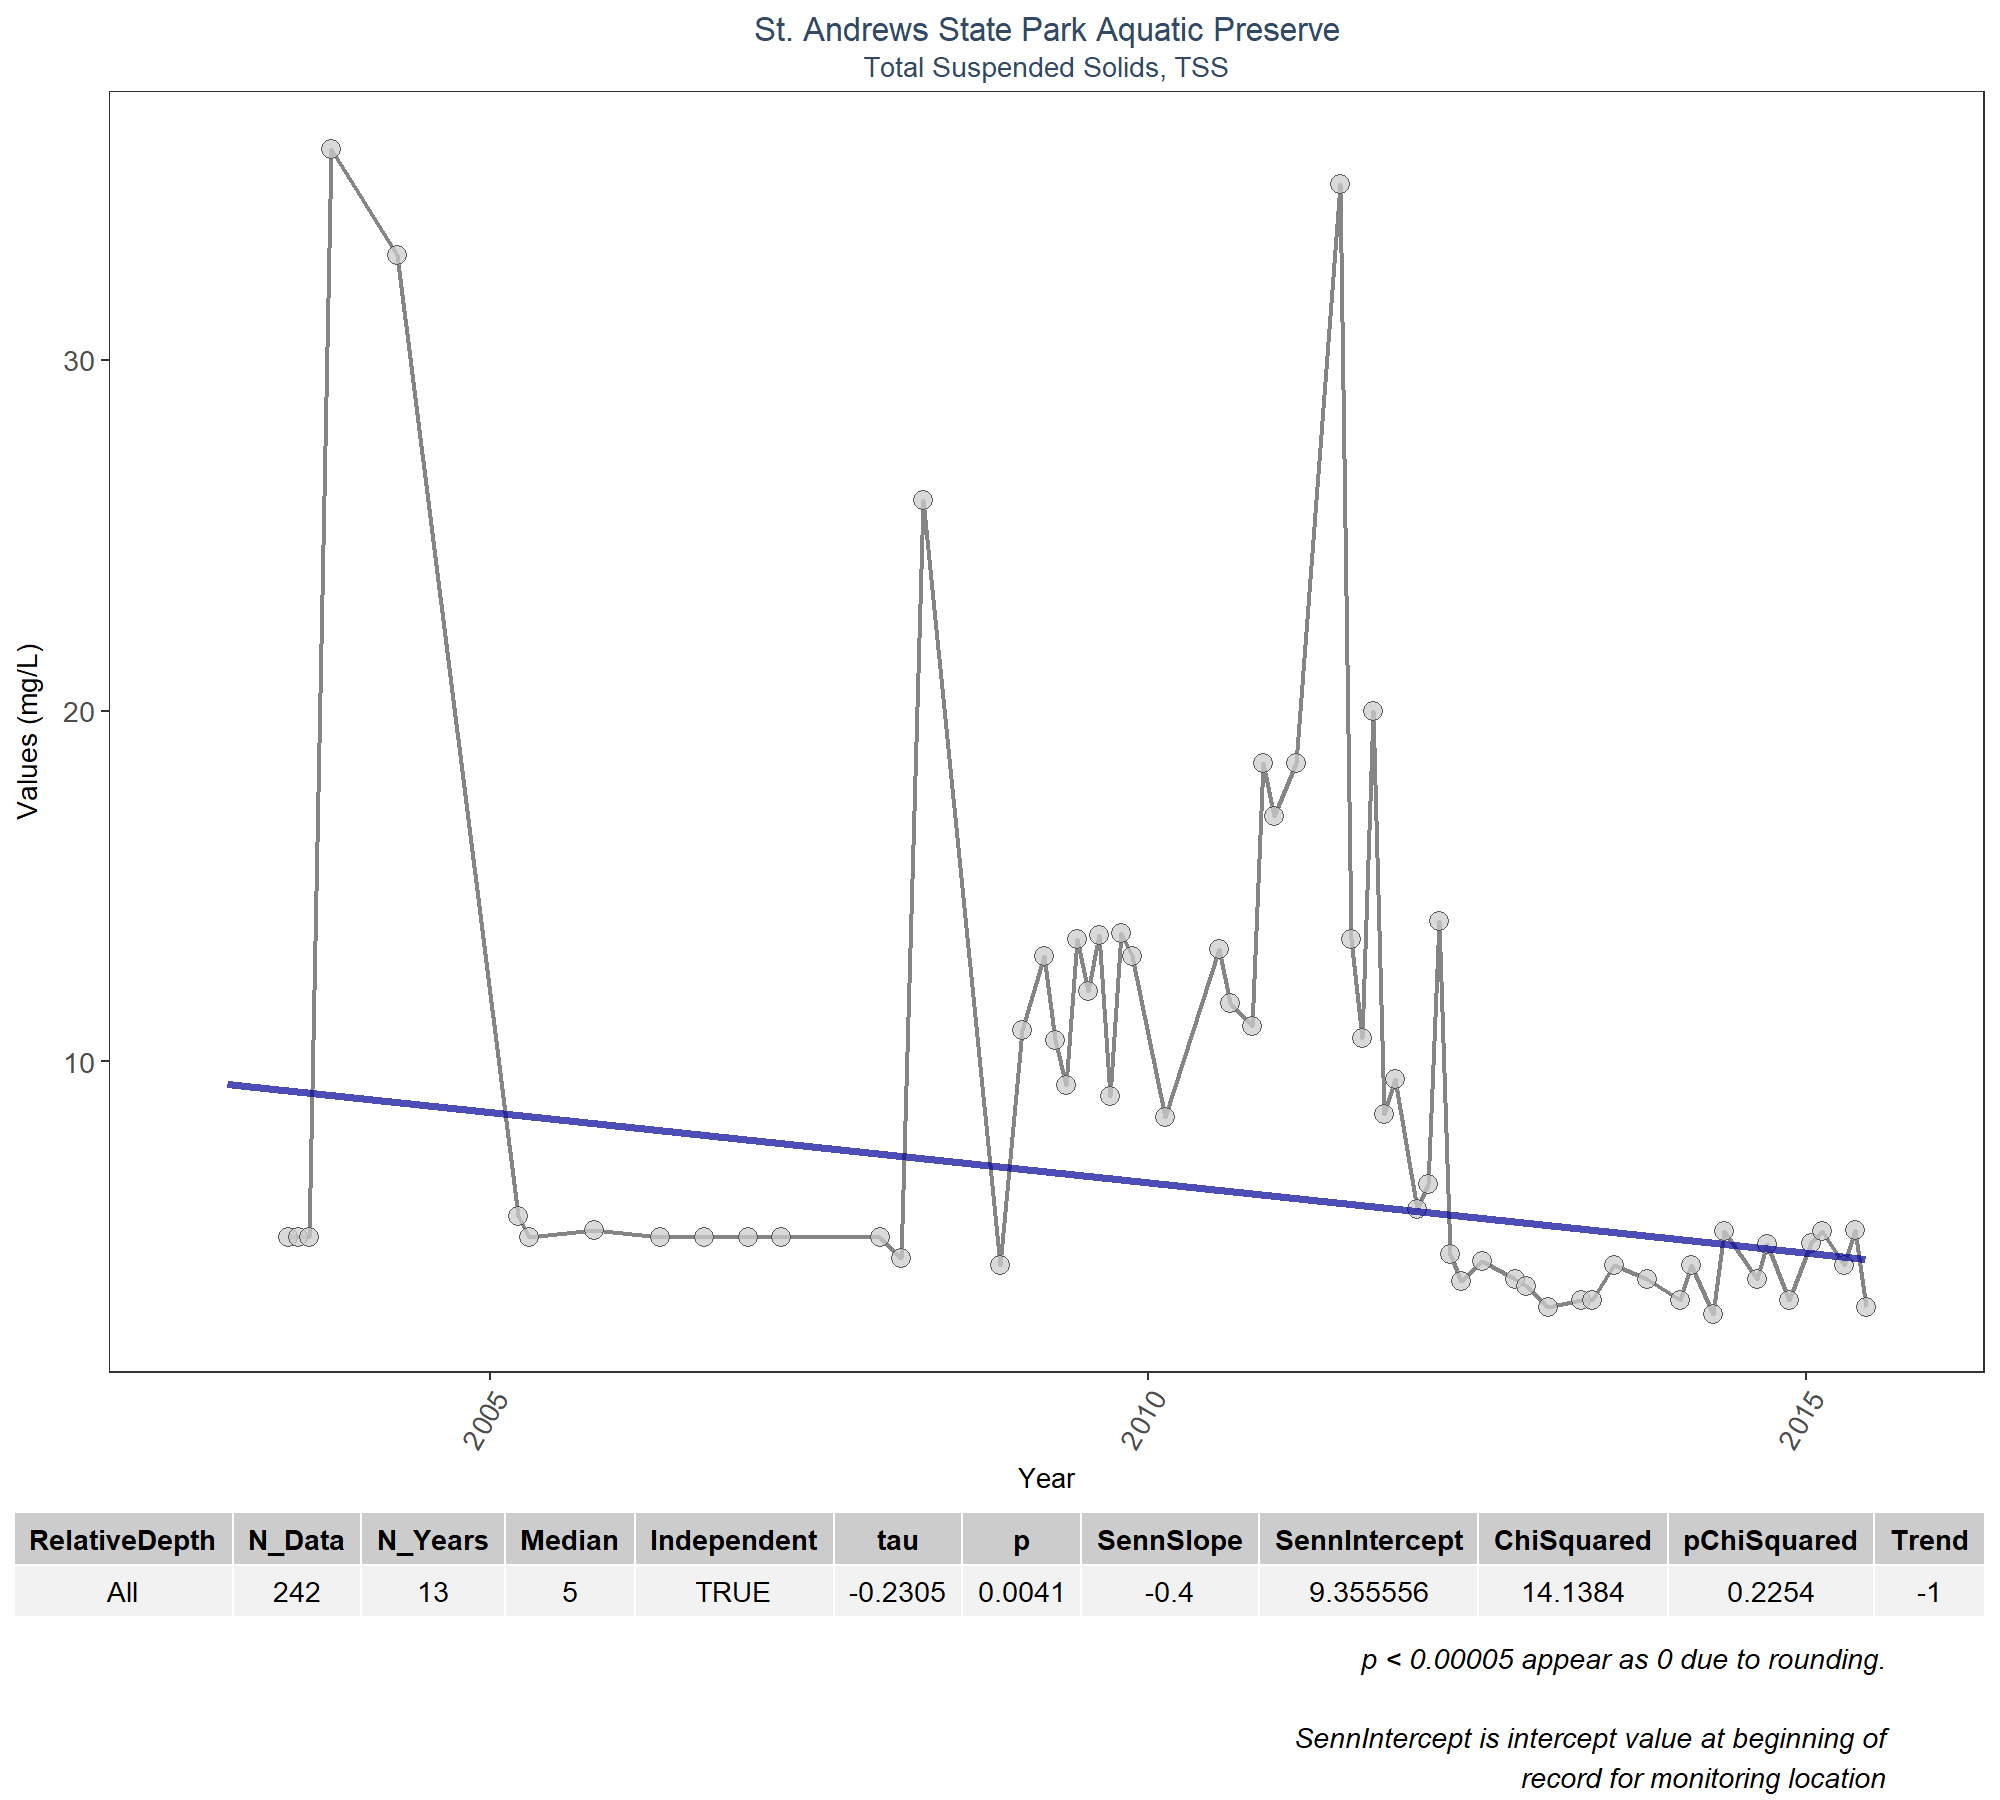 St. Andrews State Park Aquatic Preserve
Total Suspended Solids, TSS
Values (mg/L)
30
20
10
2005
2010
2015
Year
RelativeDepth N_Data N_Years Median Independent tau p SennSlope SennIntercept ChiSquared pChiSquared Trend
All 242 13 5 TRUE -0.2305 0.0041 -0.4 9.355556 14.1384 0.2254 -1
p < 0.00005 appear as 0 due to rounding.
SennIntercept is intercept value at beginning of
record for monitoring location